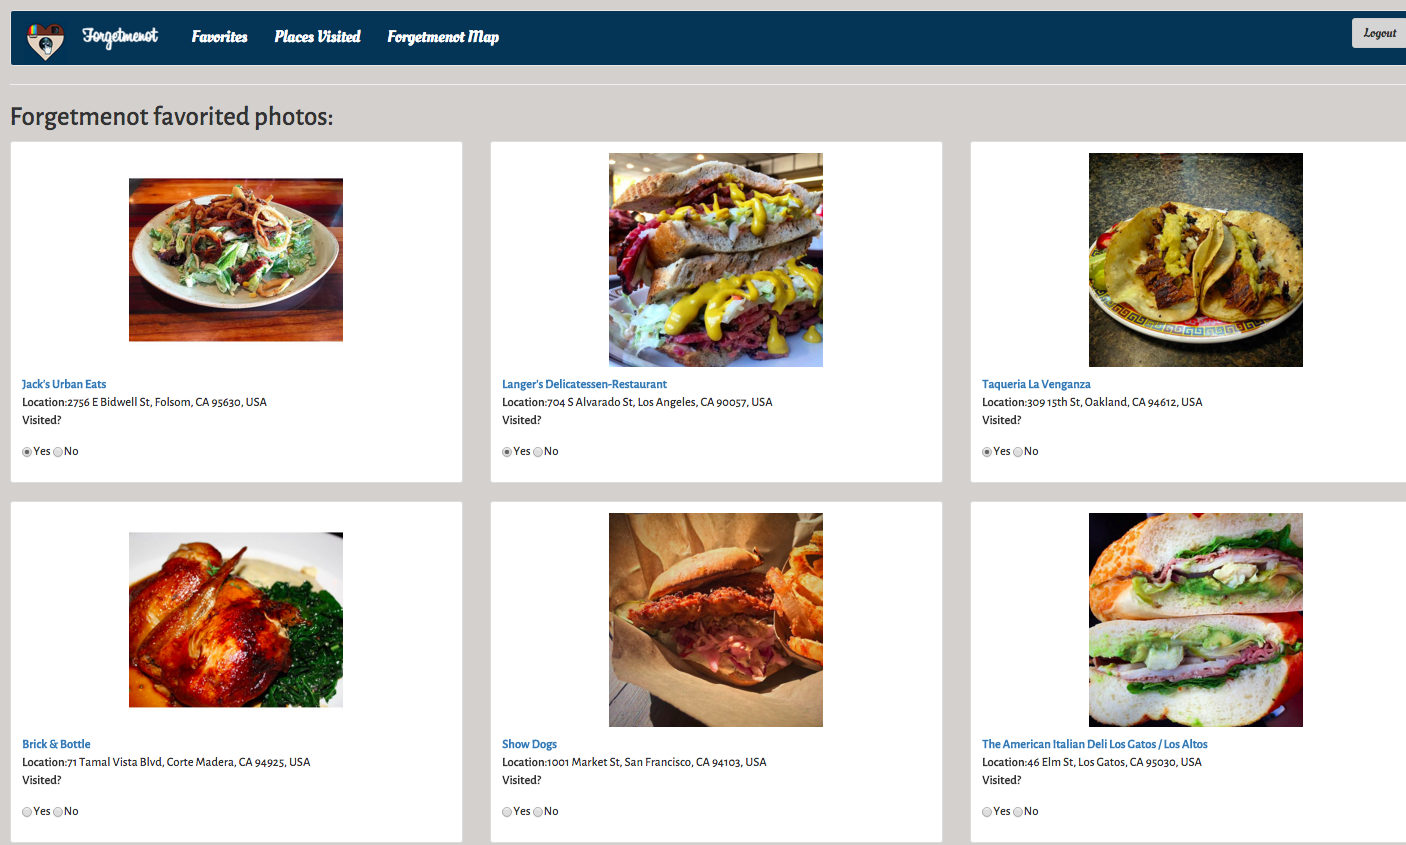 Forgetmenot Favorites Places Visited Forgetmenot Map Logout
Forgetmenot favorited photos:
Jack's Urban Eats
Location:2756 E Bidwell St, Folsom, CA 95630, USA
Visited?
Yes No
Langer's Delicatessen-Restaurant
Location:704 S Alvarado St, Los Angeles, CA 90057, USA
Visited?
Yes No
Taqueria La Venganza
Location:309 15th St, Oakland, CA 94612, USA
Visited?
Yes No
Brick & Bottle
Location:71 Tamal Vista Blvd, Corte Madera, CA 94925, USA
Visited?
Yes No
Show Dogs
Location:1001 Market St, San Francisco, CA 94103, USA
Visited?
Yes No
The American Italian Deli Los Gatos / Los Altos
Location:46 Elm St, Los Gatos, CA 95030, USA
Visited?
Yes No